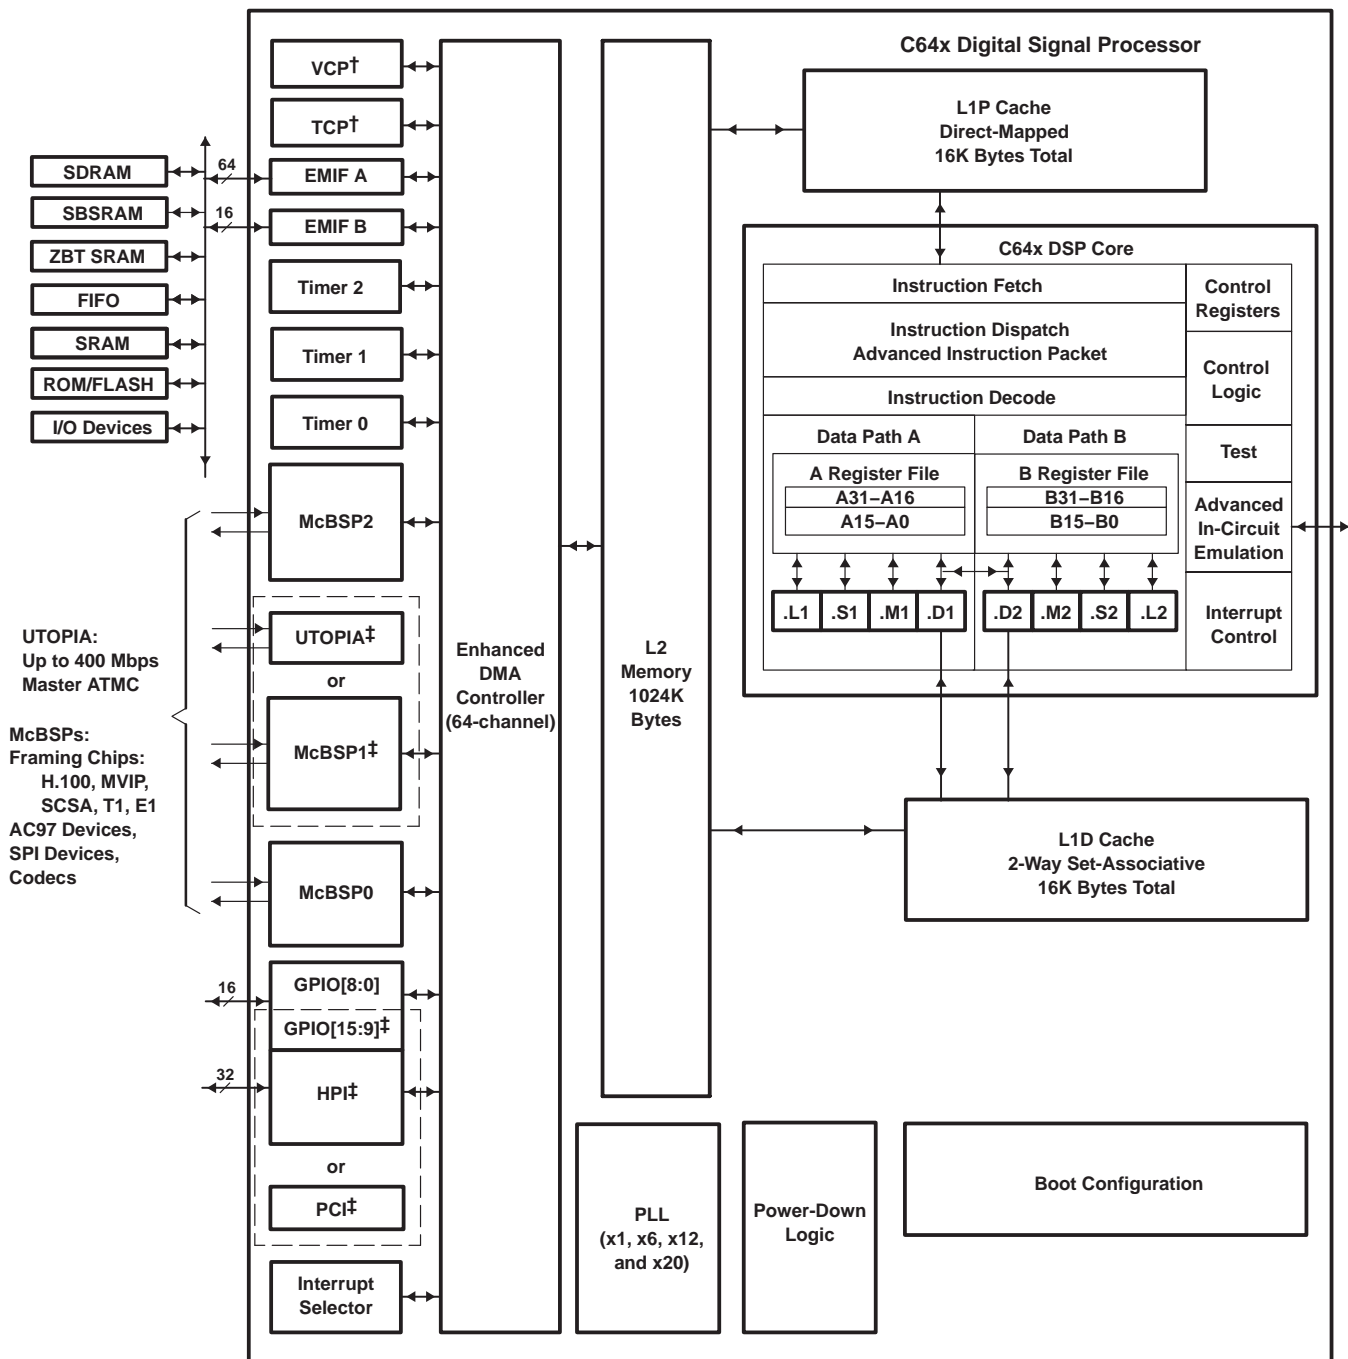 C64x Digital Signal Processor
VCP†
TCP†
EMIF A
EMIF B
Timer 2
Timer 1
Timer 0
McBSP2
UTOPIA‡
or
McBSP1‡
McBSP0
GPIO[8:0]
GPIO[15:9]‡
HPI‡
or
PCI‡
Interrupt
Selector
64
16
16
32
SDRAM
SBSRAM
ZBT SRAM
FIFO
SRAM
ROM/FLASH
I/O Devices
UTOPIA:
Up to 400 Mbps
Master ATMC
McBSPs:
Framing Chips:
H.100, MVIP,
SCSA, T1, E1
AC97 Devices,
SPI Devices,
Codecs
Enhanced
DMA
Controller
(64-channel)
L2
Memory
1024K
Bytes
L1P Cache
Direct-Mapped
16K Bytes Total
C64x DSP Core
Instruction Fetch
Instruction Dispatch
Advanced Instruction Packet
Instruction Decode
Data Path A
Data Path B
A Register File
A31–A16
A15–A0
B Register File
B31–B16
B15–B0
.L1
.S1
.M1
.D1
.D2
.M2
.S2
.L2
Control
Registers
Control
Logic
Test
Advanced
In-Circuit
Emulation
Interrupt
Control
L1D Cache
2-Way Set-Associative
16K Bytes Total
PLL
(x1, x6, x12,
and x20)
Power-Down
Logic
Boot Configuration